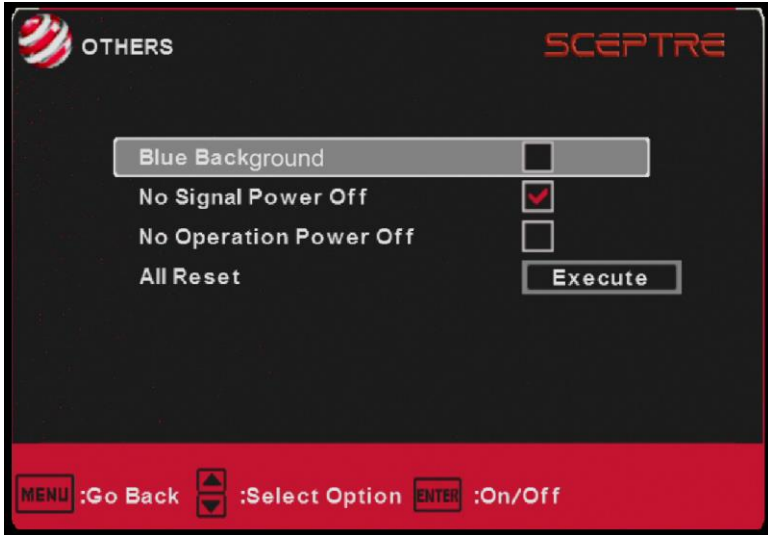 OTHERS SCEPTRE
Blue Background
No Signal Power Off
No Operation Power Off
All Reset Execute
MENU :Go Back :Select Option ENTER :On/Off